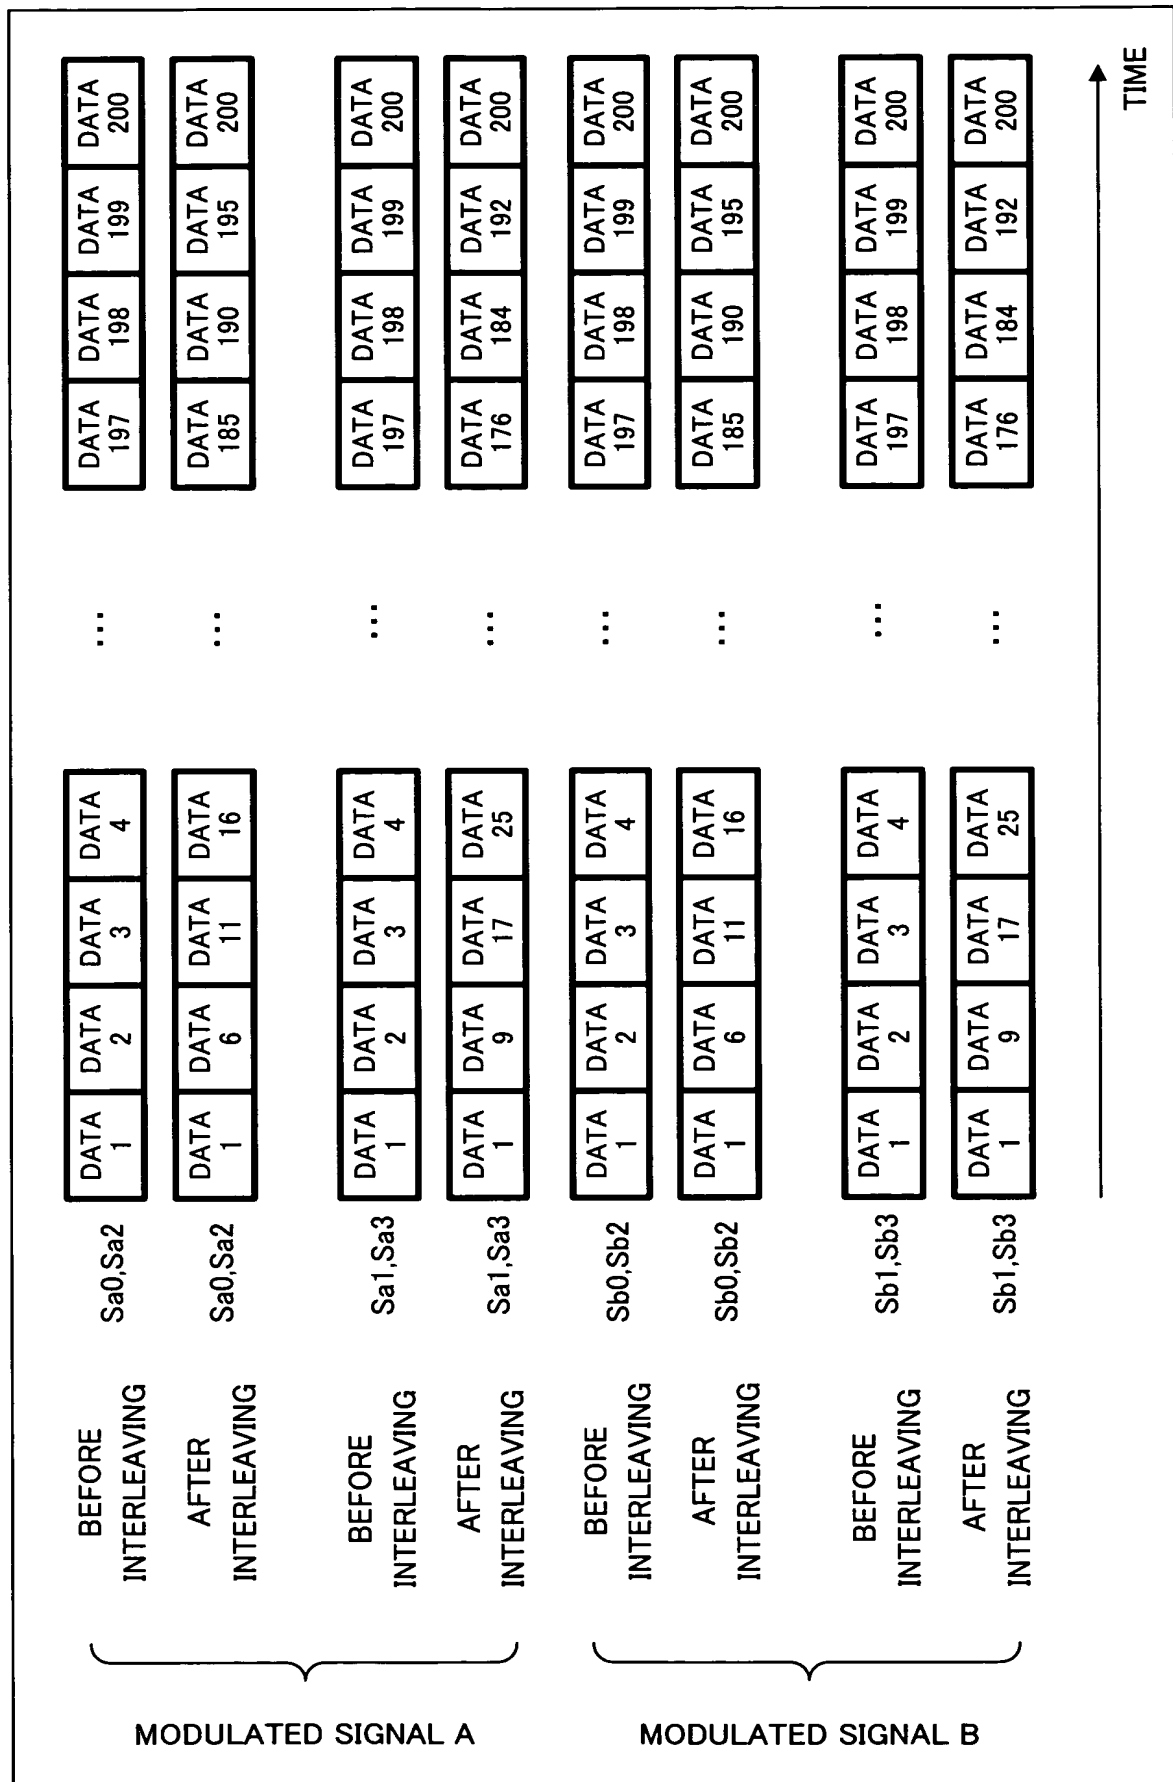 MODULATED SIGNAL A
BEFORE
INTERLEAVING
Sa0,Sa2
DATA
1
DATA
2
DATA
3
DATA
4
...
DATA
197
DATA
198
DATA
199
DATA
200
AFTER
INTERLEAVING
Sa0,Sa2
DATA
1
DATA
6
DATA
11
DATA
16
...
DATA
185
DATA
190
DATA
195
DATA
200
BEFORE
INTERLEAVING
Sa1,Sa3
DATA
1
DATA
2
DATA
3
DATA
4
...
DATA
197
DATA
198
DATA
199
DATA
200
AFTER
INTERLEAVING
Sa1,Sa3
DATA
1
DATA
9
DATA
17
DATA
25
...
DATA
176
DATA
184
DATA
192
DATA
200
MODULATED SIGNAL B
BEFORE
INTERLEAVING
Sb0,Sb2
DATA
1
DATA
2
DATA
3
DATA
4
...
DATA
197
DATA
198
DATA
199
DATA
200
AFTER
INTERLEAVING
Sb0,Sb2
DATA
1
DATA
6
DATA
11
DATA
16
...
DATA
185
DATA
190
DATA
195
DATA
200
BEFORE
INTERLEAVING
Sb1,Sb3
DATA
1
DATA
2
DATA
3
DATA
4
...
DATA
197
DATA
198
DATA
199
DATA
200
AFTER
INTERLEAVING
Sb1,Sb3
DATA
1
DATA
9
DATA
17
DATA
25
...
DATA
176
DATA
184
DATA
192
DATA
200
TIME